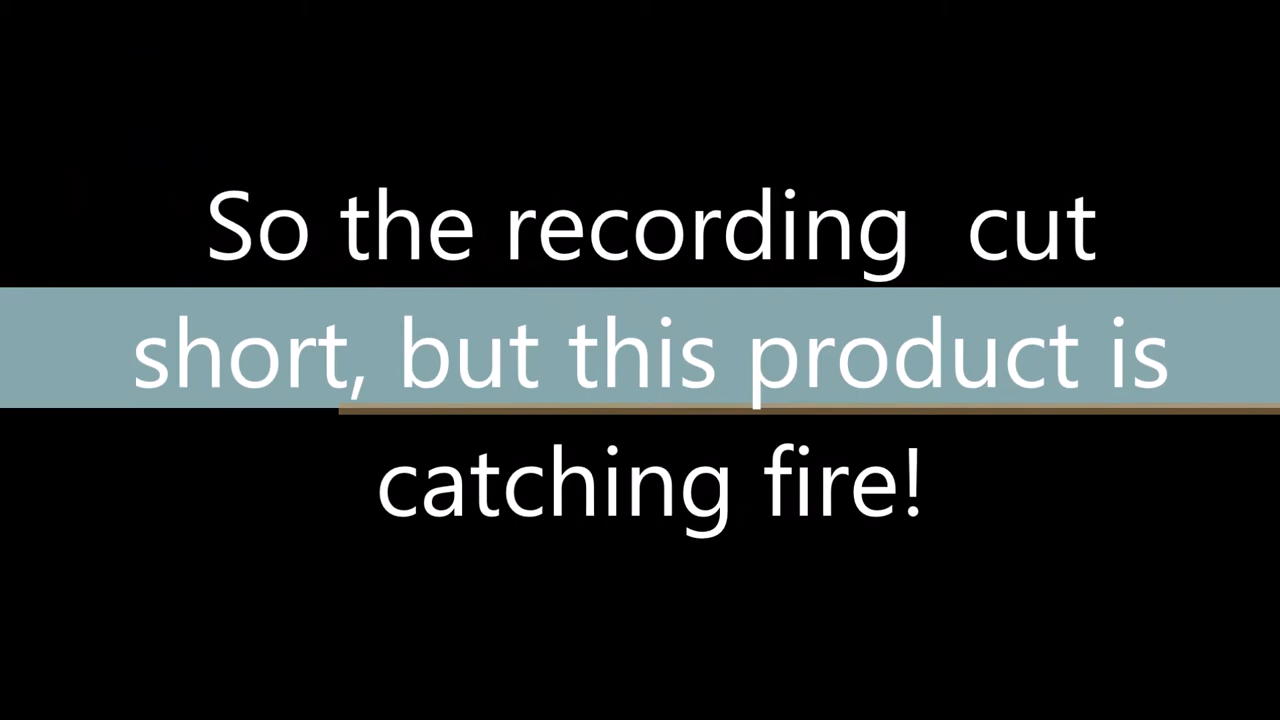 So the recording  cut
short, but this product is
catching fire!